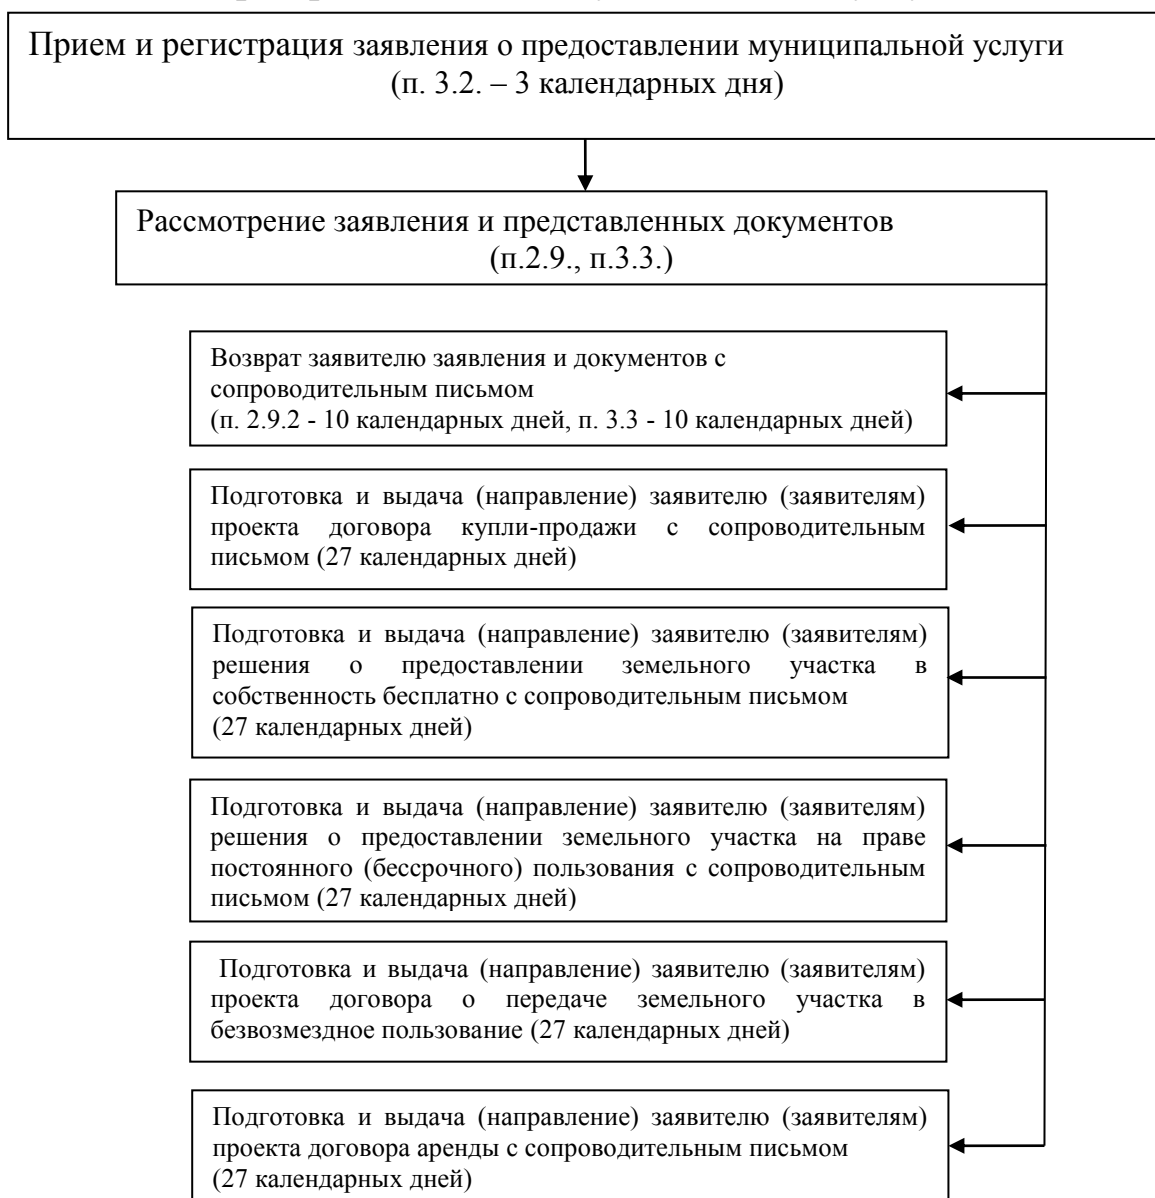 Прием и регистрация заявления о предоставлении муниципальной услуги
(п. 3.2. – 3 календарных дня)
Рассмотрение заявления и представленных документов
(п.2.9., п.3.3.)
Возврат заявителю заявления и документов с
сопроводительным письмом
(п. 2.9.2 - 10 календарных дней, п. 3.3 - 10 календарных дней)
Подготовка и выдача (направление) заявителю (заявителям)
проекта договора купли-продажи с сопроводительным
письмом (27 календарных дней)
Подготовка и выдача (направление) заявителю (заявителям)
решения о предоставлении земельного участка в
собственность бесплатно с сопроводительным письмом
(27 календарных дней)
Подготовка и выдача (направление) заявителю (заявителям)
решения о предоставлении земельного участка на праве
постоянного (бессрочного) пользования с сопроводительным
письмом (27 календарных дней)
Подготовка и выдача (направление) заявителю (заявителям)
проекта договора о передаче земельного участка в
безвозмездное пользование (27 календарных дней)
Подготовка и выдача (направление) заявителю (заявителям)
проекта договора аренды с сопроводительным письмом
(27 календарных дней)